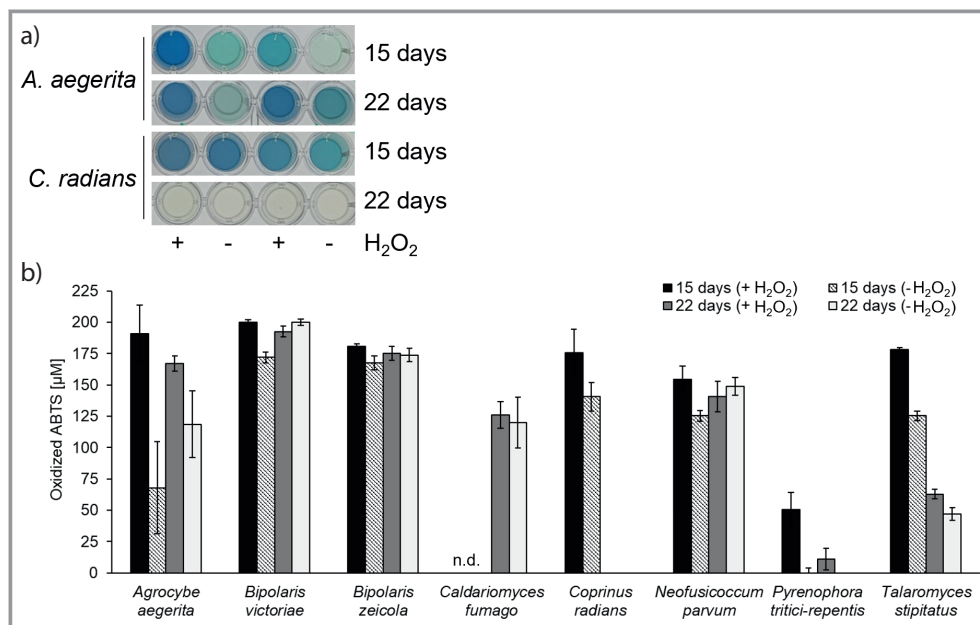 a)
A. aegerita
15 days
22 days
C. radians
15 days
22 days
+ - + - H₂O₂
b)
15 days (+ H₂O₂)
15 days (-H₂O₂)
22 days (+ H₂O₂)
22 days (-H₂O₂)
Oxidized ABTS [µM]
225
200
175
150
125
100
75
50
25
0
n.d.
Agrocybe aegerita
Bipolaris victoriae
Bipolaris zeicola
Caldariomyces fumago
Coprinus radians
Neofusicoccum parvum
Pyrenophora tritici-repentis
Talaromyces stipitatus